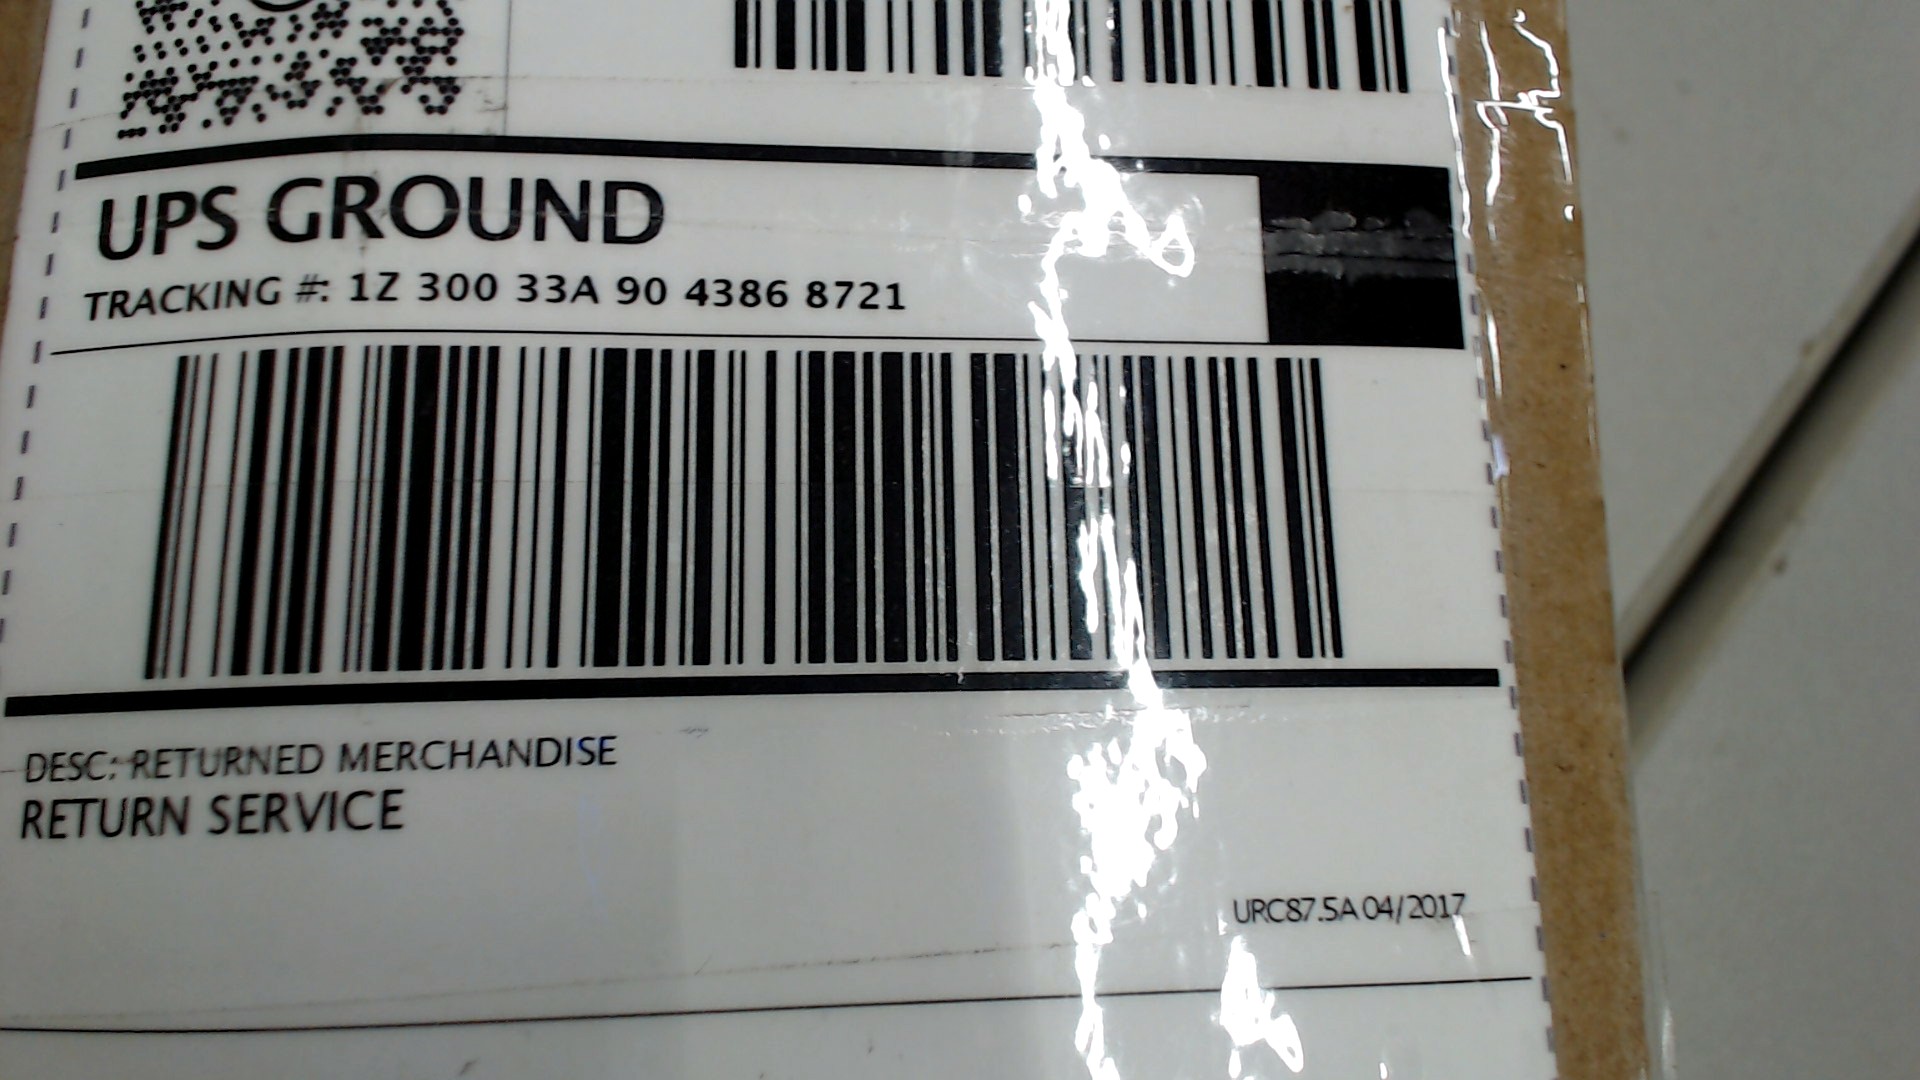 UPS GROUND
TRACKING #: 1Z 300 33A 90 4386 8721
DESC: RETURNED MERCHANDISE
RETURN SERVICE
URC87.5A 04/2017